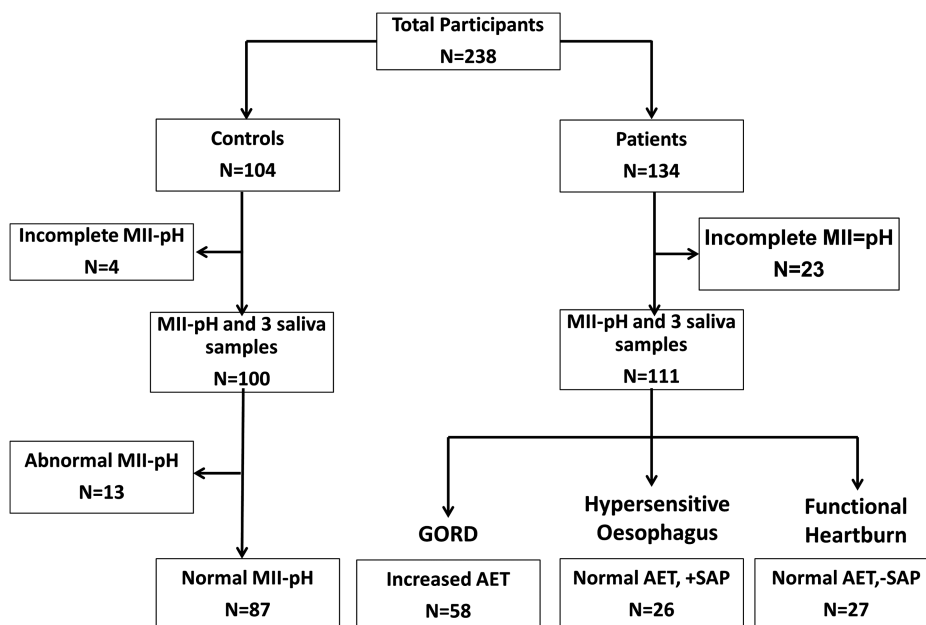 Total Participants
N=238
Controls
N=104
Patients
N=134
Incomplete MII-pH
N=4
Incomplete MII=pH
N=23
MII-pH and 3 saliva
samples
N=100
MII-pH and 3 saliva
samples
N=111
Abnormal MII-pH
N=13
GORD
Hypersensitive
Oesophagus
Functional
Heartburn
Normal MII-pH
N=87
Increased AET
N=58
Normal AET, +SAP
N=26
Normal AET,-SAP
N=27